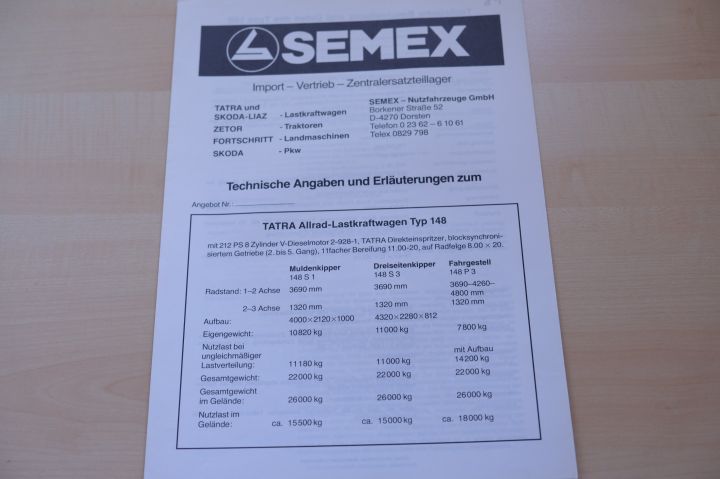 SEMEX
Import – Vertrieb – Zentralersatzteillager
TATRA und
SKODA-LIAZ - Lastkraftwagen
ZETOR - Traktoren
FORTSCHRITT - Landmaschinen
SKODA - Pkw
SEMEX – Nutzfahrzeuge GmbH
Borkener Straße 52
D-4270 Dorsten
Telefon 0 23 62 – 6 10 61
Telex 0829 798
Technische Angaben und Erläuterungen zum
Angebot Nr.:
TATRA Allrad-Lastkraftwagen Typ 148
mit 212 PS 8 Zylinder V-Dieselmotor 2-928-1, TATRA Direkteinspritzer, blocksynchroni-
siertem Getriebe (2. bis 5. Gang), 11facher Bereifung 11.00-20, auf Radfelge 8.00 × 20.
Muldenkipper Dreiseitenkipper Fahrgestell
148 S 1 148 S 3 148 P 3
Radstand: 1–2 Achse 3690 mm 3690 mm 3690–4260–
4800 mm
2–3 Achse 1320 mm 1320 mm 1320 mm
Aufbau: 4000×2120×1000 4320×2280×812
Eigengewicht: 10820 kg 11000 kg 7800 kg
Nutzlast bei
ungleichmäßiger mit Aufbau
Lastverteilung: 11180 kg 11000 kg 14200 kg
Gesamtgewicht: 22000 kg 22000 kg 22000 kg
Gesamtgewicht
im Gelände: 26000 kg 26000 kg 26000 kg
Nutzlast im
Gelände: ca. 15500 kg ca. 15000 kg ca. 18000 kg